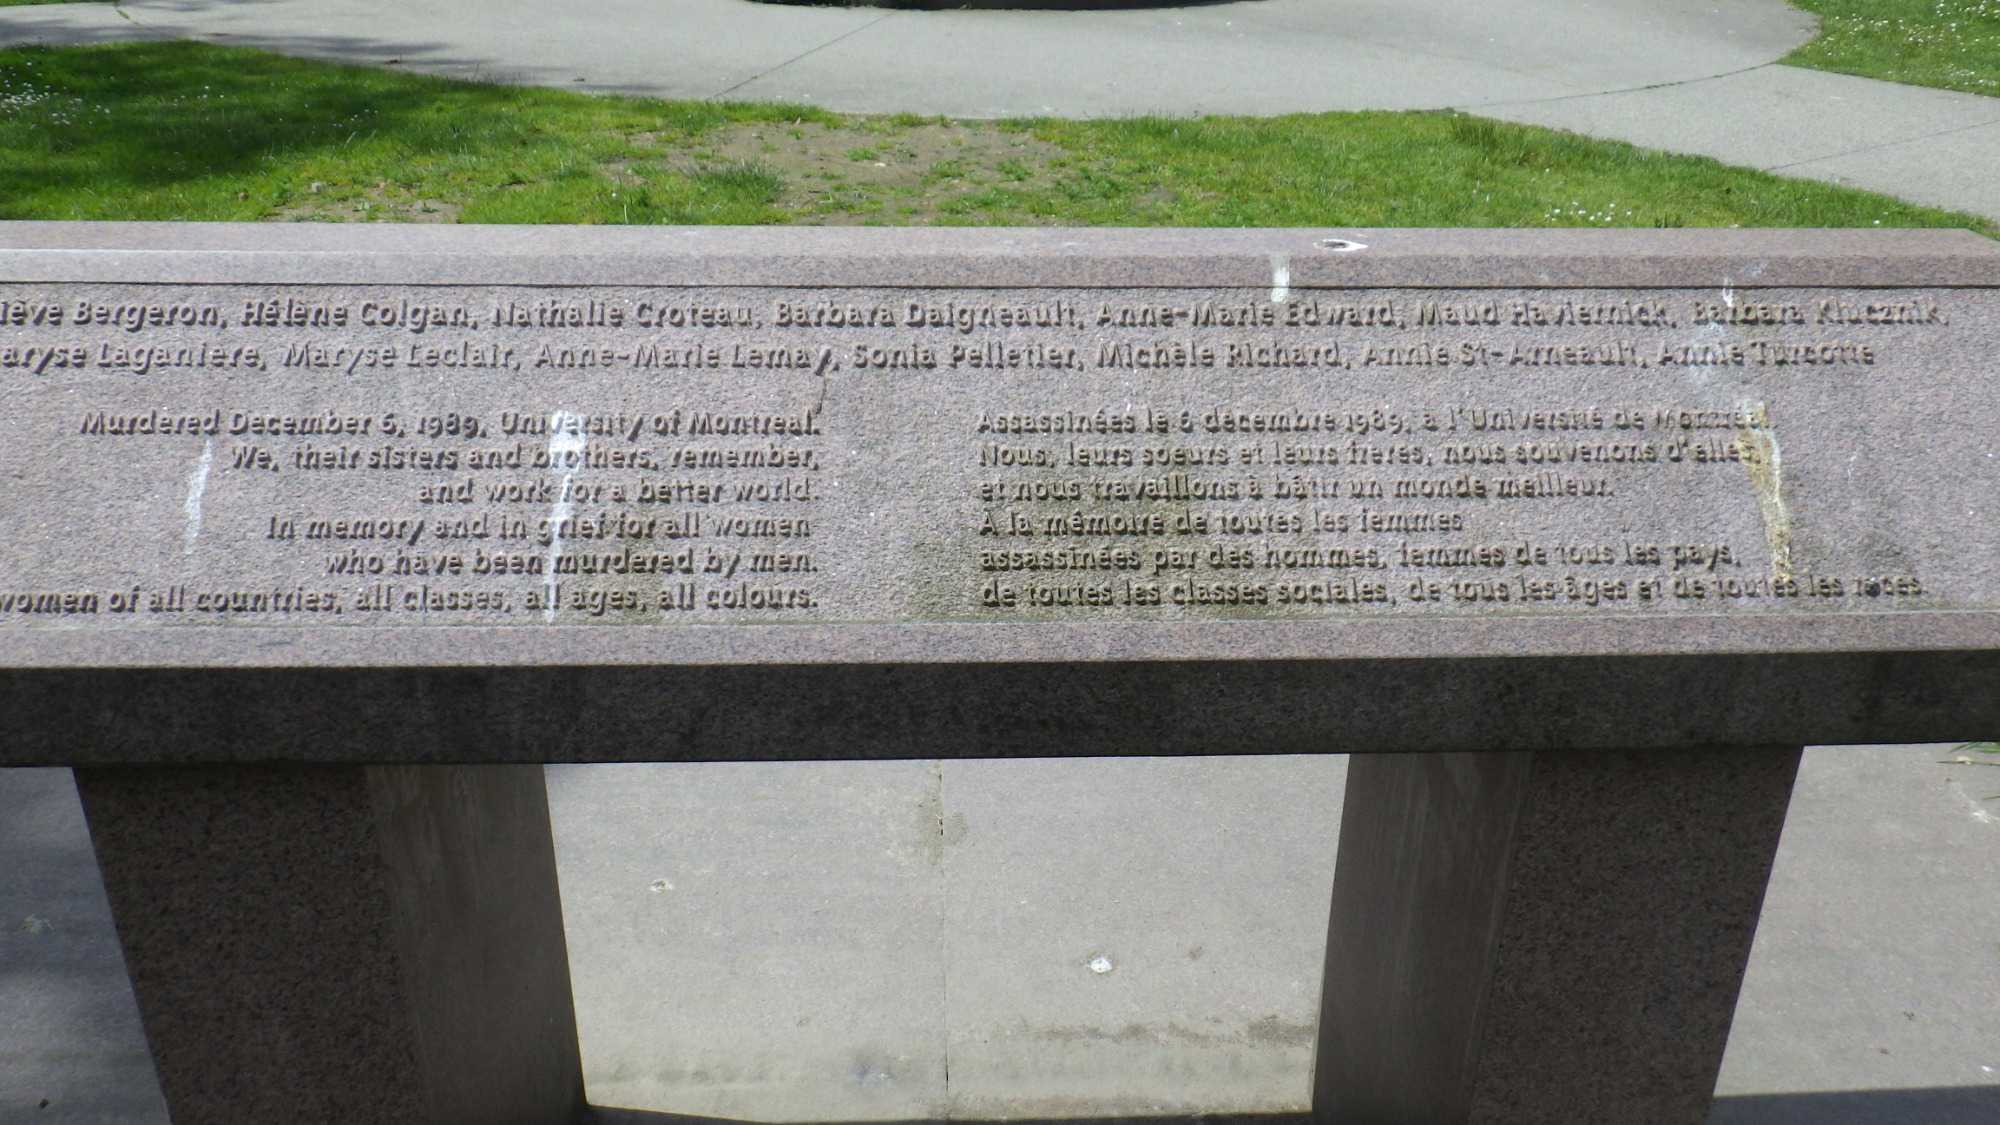 iève Bergeron, Hélène Colgan, Nathalie Croteau, Barbara Daigneault, Anne-Marie Edward, Maud Haviernick, Barbara Klucznik,
aryse Laganière, Maryse Leclair, Anne-Marie Lemay, Sonia Pelletier, Michèle Richard, Annie St-Arneault, Annie Turcotte
Murdered December 6, 1989, University of Montreal.
We, their sisters and brothers, remember,
and work for a better world.
In memory and in grief for all women
who have been murdered by men.
women of all countries, all classes, all ages, all colours.
Assassinées le 6 décembre 1989, à l'Université de Montréal.
Nous, leurs soeurs et leurs frères, nous souvenons d'elles,
et nous travaillons à bâtir un monde meilleur.
À la mémoire de toutes les femmes
assassinées par des hommes, femmes de tous les pays,
de toutes les classes sociales, de tous les âges et de toutes les races.